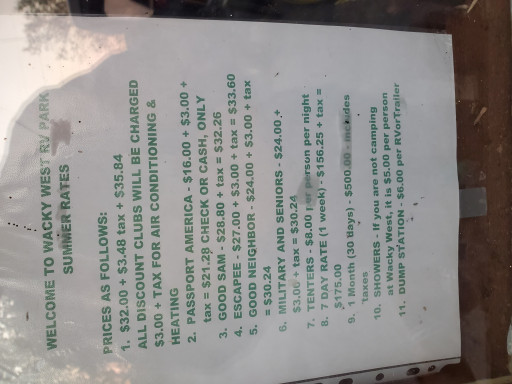 WELCOME TO WACKY WEST RV PARK
SUMMER RATES
PRICES AS FOLLOWS:
1. $32.00 + $3.48 tax + $35.84
ALL DISCOUNT CLUBS WILL BE CHARGED
$3.00 + TAX FOR AIR CONDITIONING &
HEATING
2. PASSPORT AMERICA - $16.00 + $3.00 +
tax = $21.28 CHECK OR CASH, ONLY
3. GOOD SAM - $28.80 + tax = $32.26
4. ESCAPEE - $27.00 + $3.00 + tax = $33.60
5. GOOD NEIGHBOR - $24.00 + $3.00 + tax
= $30.24
6. MILITARY AND SENIORS - $24.00 +
$3.00 + tax = $30.24
7. TENTERS - $8.00 person per night
8. 7 DAY RATE (1 week) - $156.25 + tax =
$175.00
9. 1 Month (30 days) - $500.00 - includes
taxes
10. SHOWERS - If you are not camping
at Wacky West, it is $5.00 per person
11. DUMP STATION - $6.00 per RVorTrailer